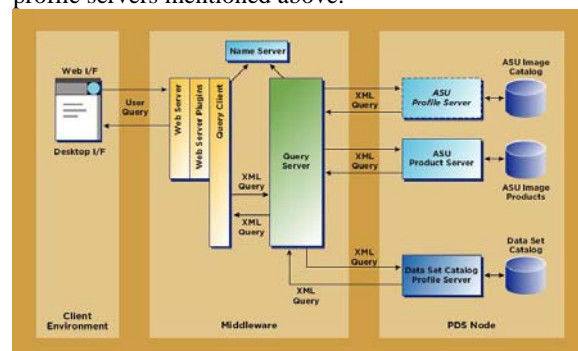 profile servers mentioned above.
Web I/F
Desktop I/F
User
Query
Client
Environment
Name Server
Web Server
Web Server Plugins
Query Client
XML
Query
XML
Query
Query
Server
Middleware
XML
Query
XML
Query
XML
Query
XML
Query
ASU
Profile Server
ASU
Product Server
Data Set Catalog
Profile Server
ASU Image
Catalog
ASU Image
Products
Data Set
Catalog
PDS Node